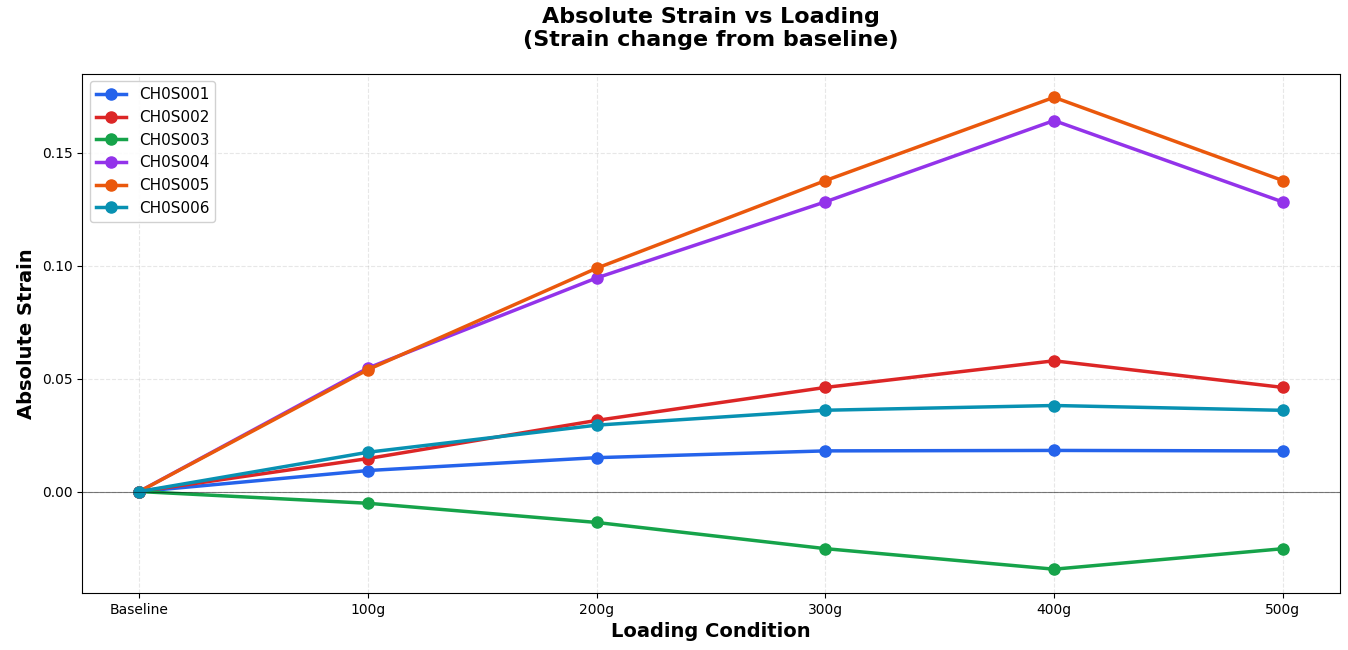 Absolute Strain vs Loading
(Strain change from baseline)
CH0S001
CH0S002
CH0S003
CH0S004
CH0S005
CH0S006
Absolute Strain
0.15
0.10
0.05
0.00
Baseline
100g
200g
300g
400g
500g
Loading Condition